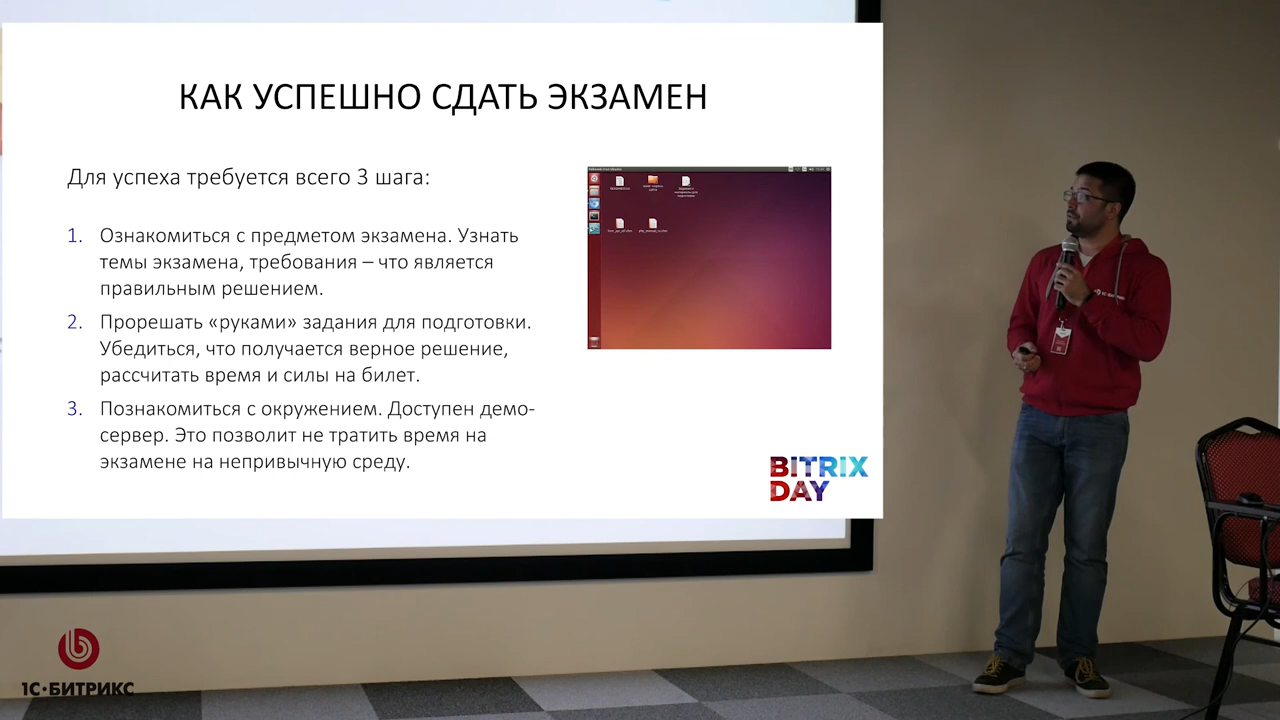 КАК УСПЕШНО СДАТЬ ЭКЗАМЕН
Для успеха требуется всего 3 шага:
1. Ознакомиться с предметом экзамена. Узнать
темы экзамена, требования – что является
правильным решением.
2. Прорешать «руками» задания для подготовки.
Убедиться, что получается верное решение,
рассчитать время и силы на билет.
3. Познакомиться с окружением. Доступен демо-
сервер. Это позволит не тратить время на
экзамене на непривычную среду.
BITRIX
DAY
1С·БИТРИКС